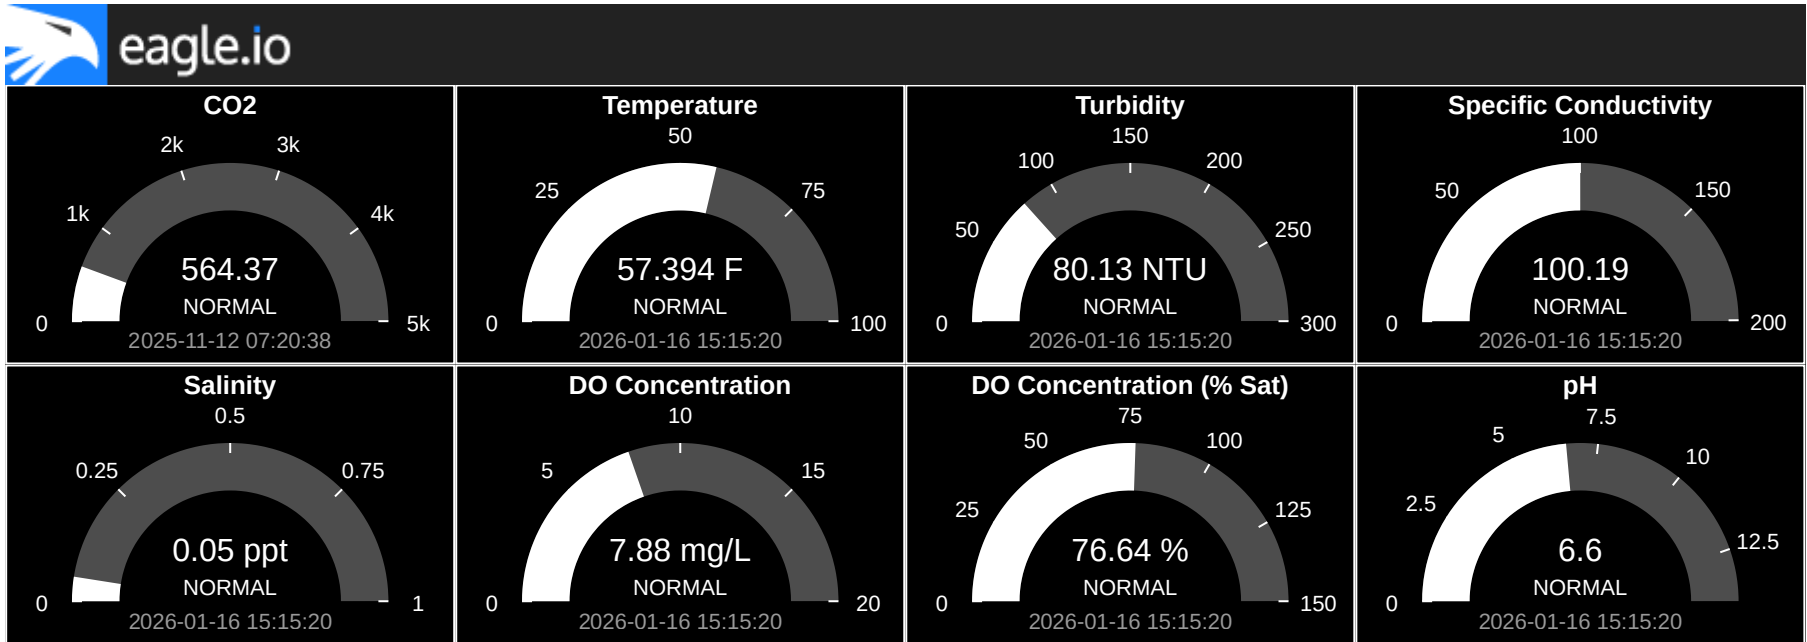 eagle.io
CO2
0
1k
2k
3k
4k
5k
564.37
NORMAL
2025-11-12 07:20:38
Temperature
0
25
50
75
100
57.394 F
NORMAL
2026-01-16 15:15:20
Turbidity
0
50
100
150
200
250
300
80.13 NTU
NORMAL
2026-01-16 15:15:20
Specific Conductivity
0
50
100
150
200
100.19
NORMAL
2026-01-16 15:15:20
Salinity
0
0.25
0.5
0.75
1
0.05 ppt
NORMAL
2026-01-16 15:15:20
DO Concentration
0
5
10
15
20
7.88 mg/L
NORMAL
2026-01-16 15:15:20
DO Concentration (% Sat)
0
25
50
75
100
125
150
76.64 %
NORMAL
2026-01-16 15:15:20
pH
0
2.5
5
7.5
10
12.5
6.6
NORMAL
2026-01-16 15:15:20